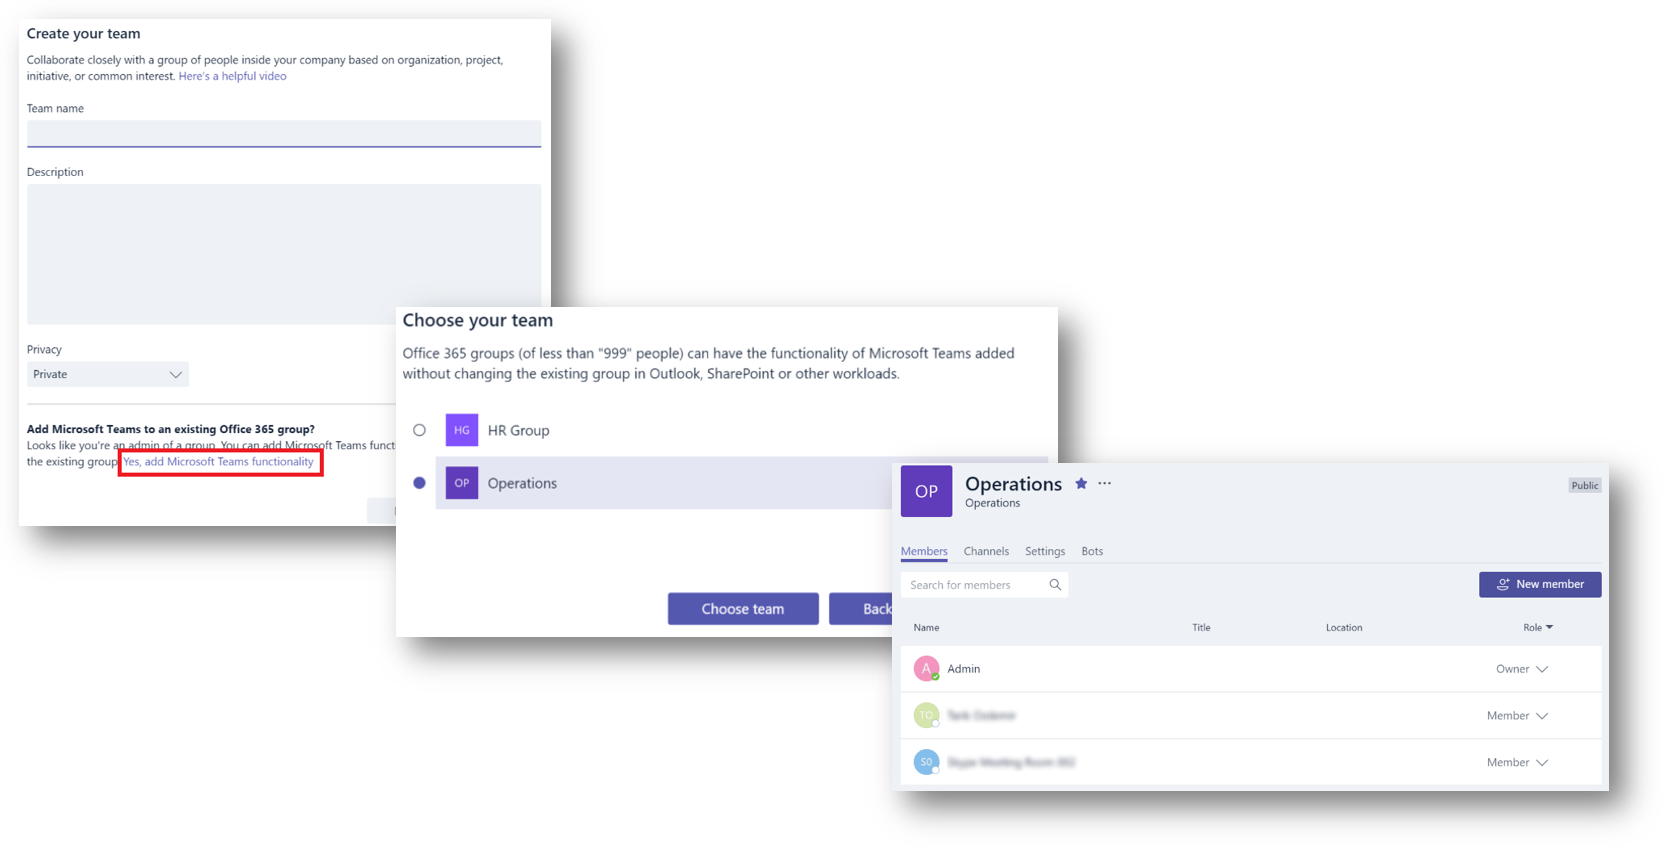 Create your team
Collaborate closely with a group of people inside your company based on organization, project,
initiative, or common interest. Here's a helpful video
Team name
Description
Privacy
Private
Add Microsoft Teams to an existing Office 365 group?
Looks like you're an admin of a group. You can add Microsoft Teams functi
the existing group Yes, add Microsoft Teams functionality
Choose your team
Office 365 groups (of less than "999" people) can have the functionality of Microsoft Teams added
without changing the existing group in Outlook, SharePoint or other workloads.
HG HR Group
OP Operations
Choose team Back
OP Operations ... Public
Operations
Members Channels Settings Bots
Search for members New member
Name Title Location Role
A Admin Owner
TO Member
S0 Member